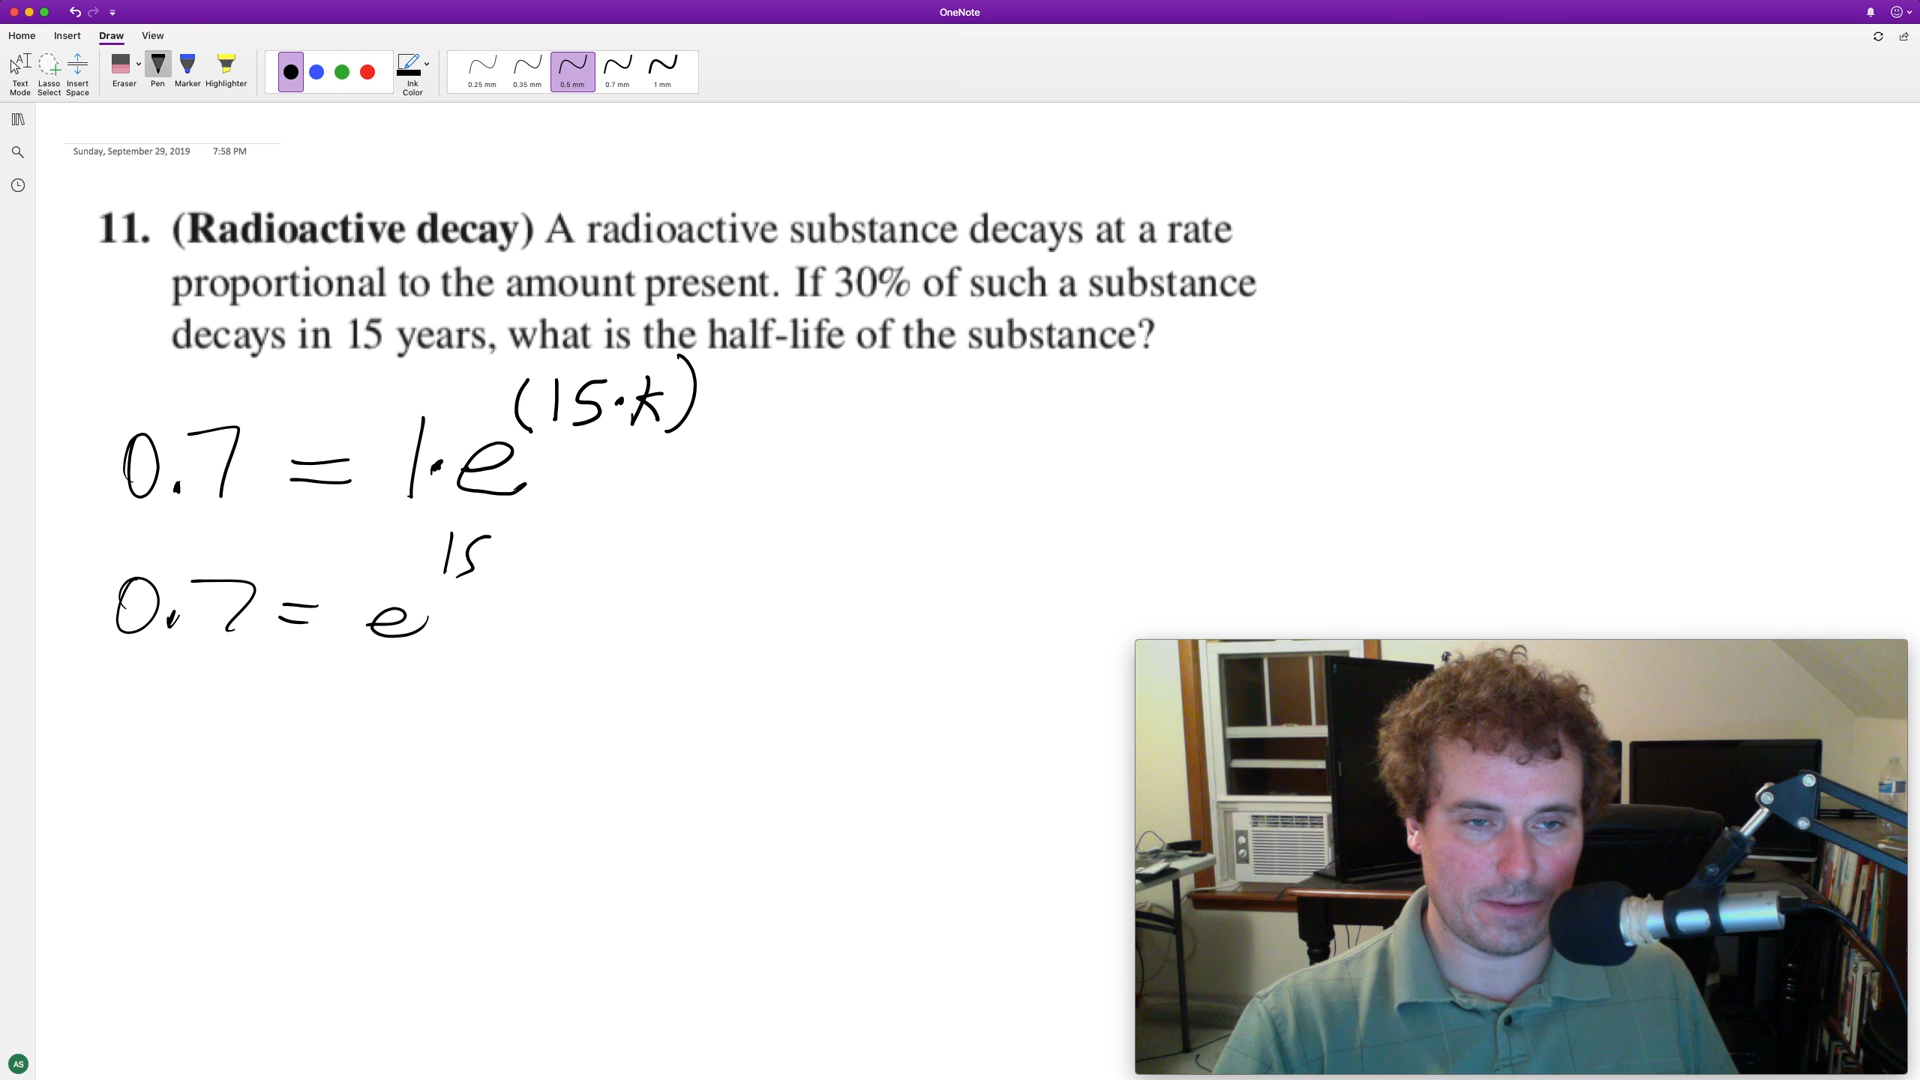 OneNote
Home Insert Draw View
Text Mode
Lasso Select
Insert Space
Eraser
Pen
Marker
Highlighter
Ink Color
0.25 mm
0.35 mm
0.5 mm
0.7 mm
1 mm
Sunday, September 29, 2019 7:58 PM
11. (Radioactive decay) A radioactive substance decays at a rate
proportional to the amount present. If 30% of such a substance
decays in 15 years, what is the half-life of the substance?
0.7 = 1·e^(15·k)
0.7 = e^15
AS